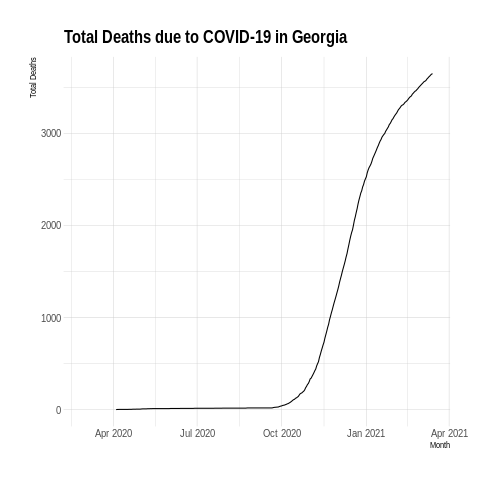 Total Deaths due to COVID-19 in Georgia
Total Deaths
3000
2000
1000
0
Apr 2020 Jul 2020 Oct 2020 Jan 2021 Apr 2021
Month